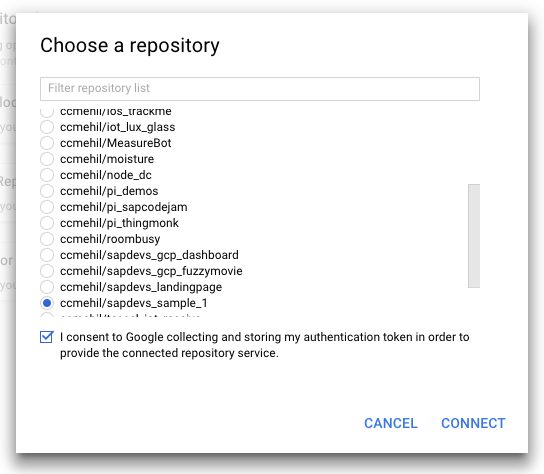 Choose a repository
Filter repository list
ccmehil/ios_trackme
ccmehil/iot_lux_glass
ccmehil/MeasureBot
ccmehil/moisture
ccmehil/node_dc
ccmehil/pi_demos
ccmehil/pi_sapcodejam
ccmehil/pi_thingmonk
ccmehil/roombusy
ccmehil/sapdevs_gcp_dashboard
ccmehil/sapdevs_gcp_fuzzymovie
ccmehil/sapdevs_landingpage
ccmehil/sapdevs_sample_1
I consent to Google collecting and storing my authentication token in order to
provide the connected repository service.
CANCEL CONNECT